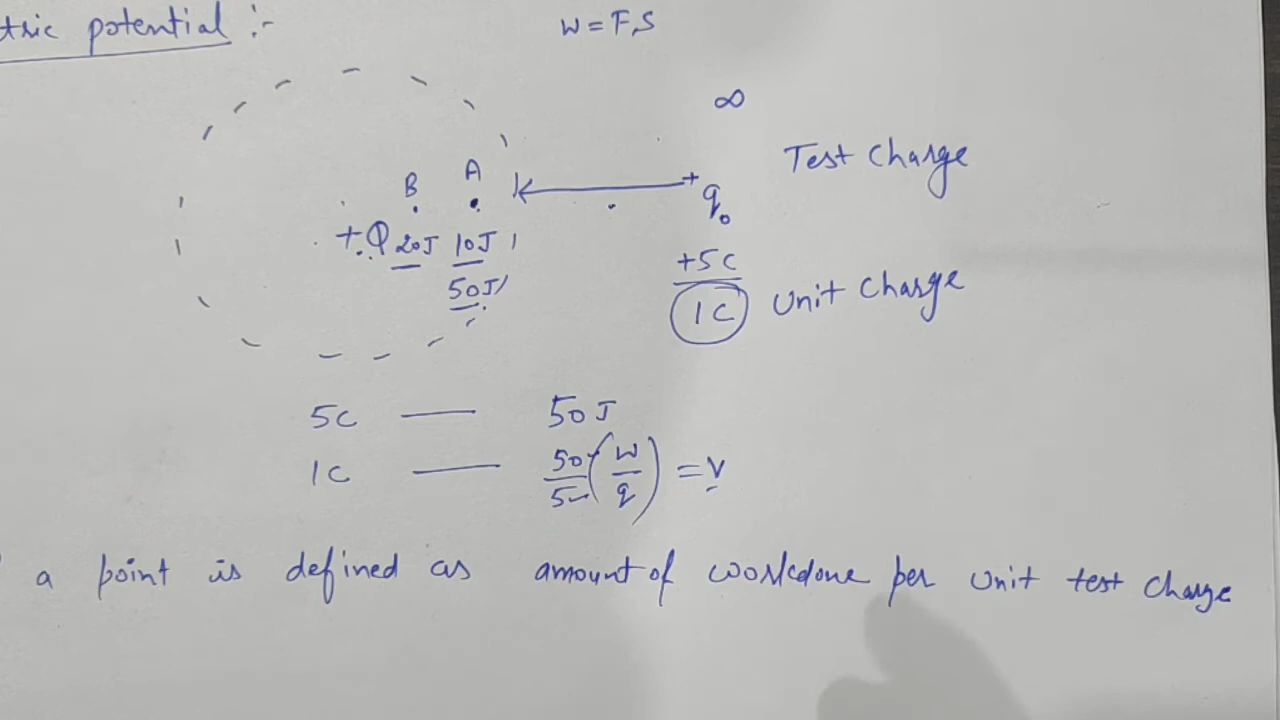 tric potential :-
W = F.S
∞
Test Charge
B A
+ q₀
+Q 20J 10J
50J
+5C
1C Unit Charge
5C — 50J
1C — 50/5 (W/q) = V
a point is defined as amount of workdone per unit test charge